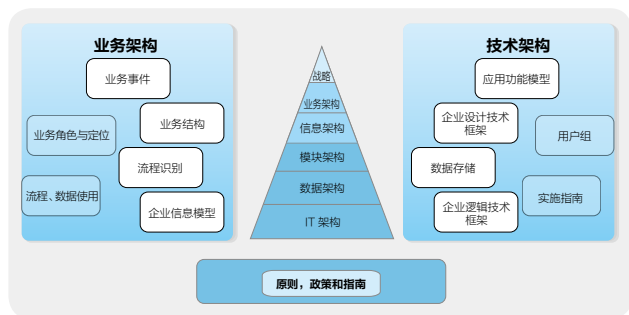 业务架构
业务事件
业务结构
业务角色与定位
流程识别
流程、数据使用
企业信息模型
战略
业务架构
信息架构
模块架构
数据架构
IT 架构
技术架构
应用功能模型
企业设计技术
框架
用户组
数据存储
实施指南
企业逻辑技术
框架
原则，政策和指南